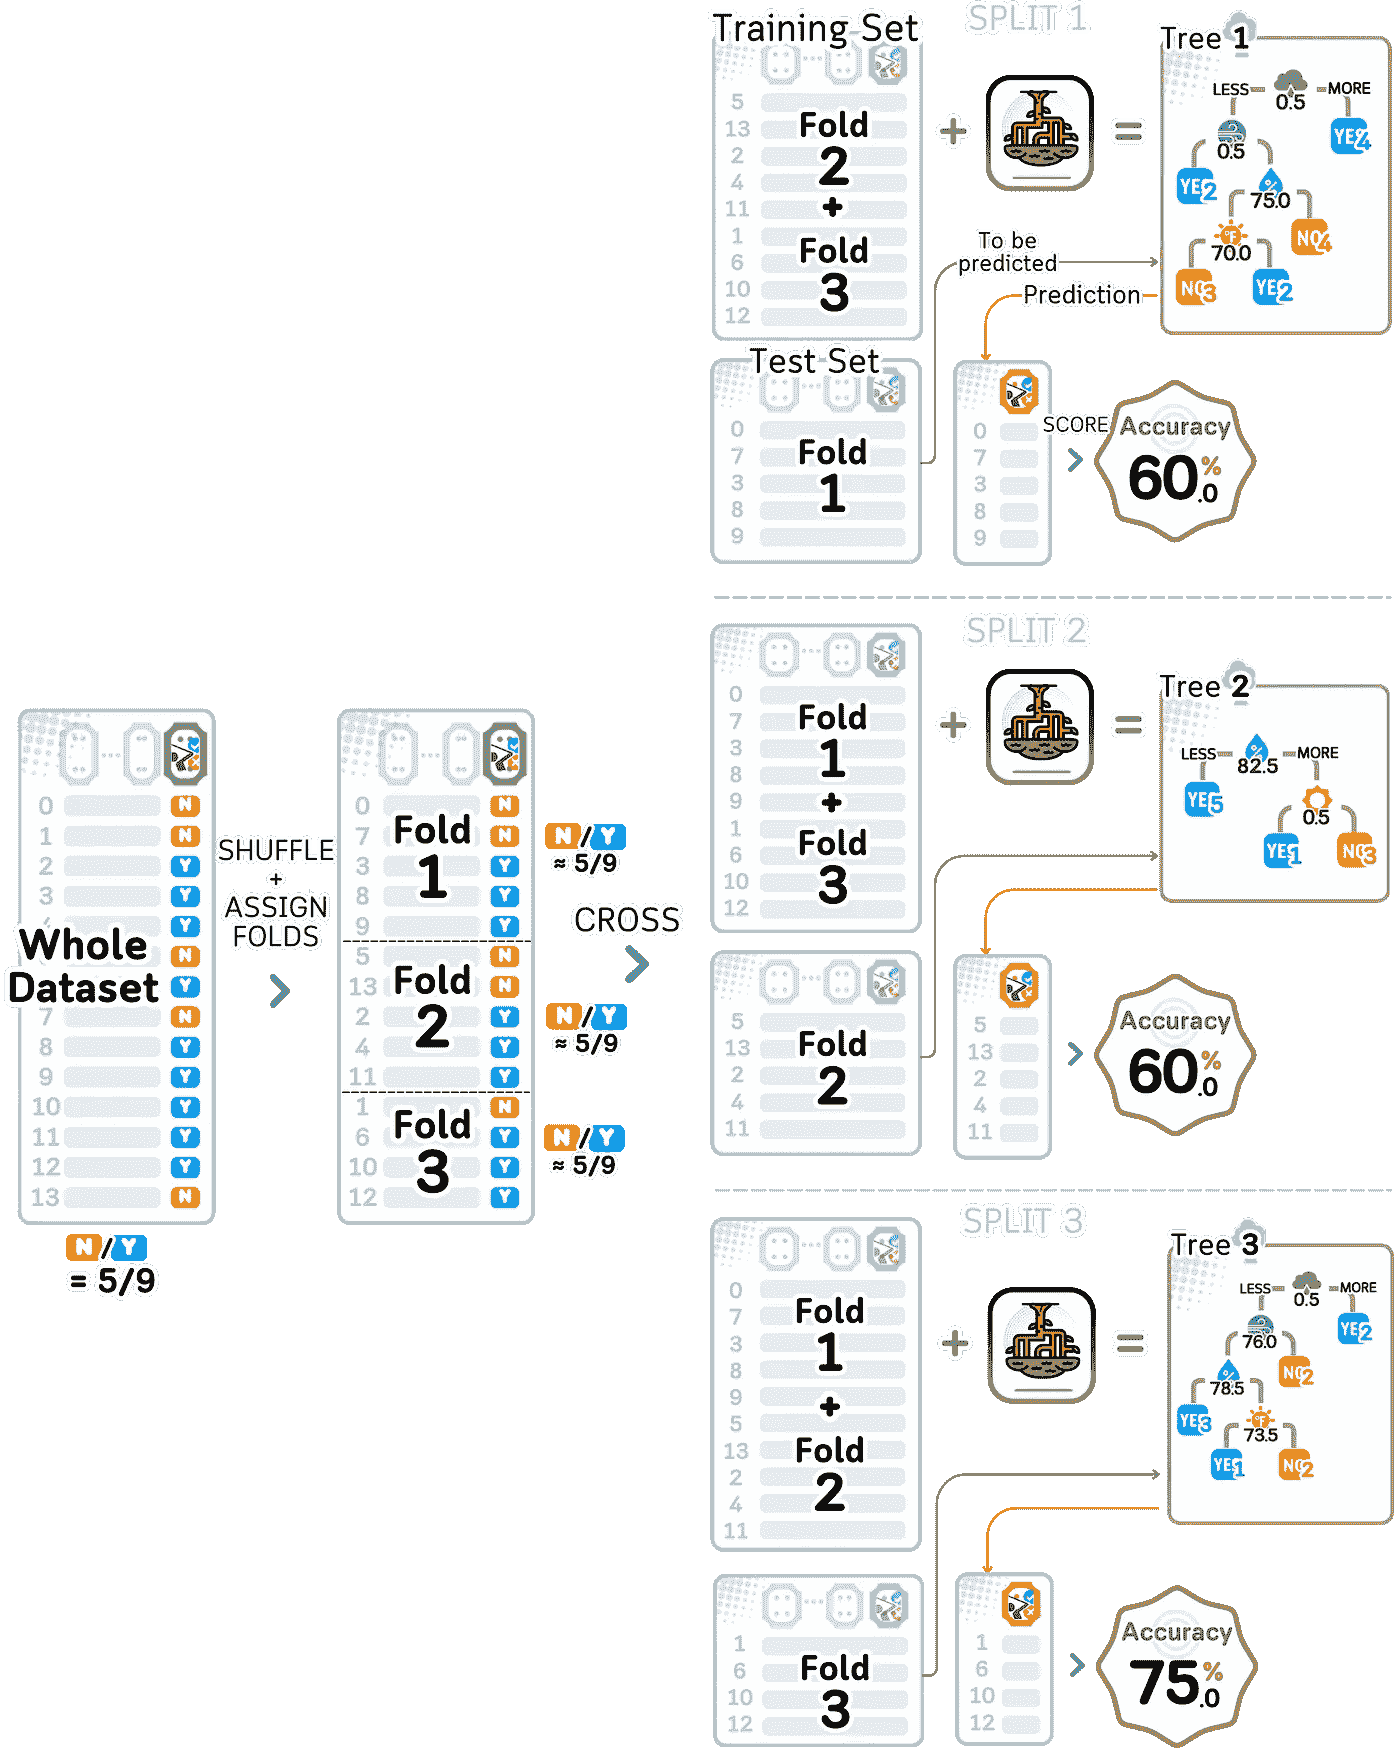 Whole
Dataset
0 N
1 N
2 Y
3 Y
Y
N
Y
7 N
8 Y
9 Y
10 Y
11 Y
12 Y
13 N
N / Y
= 5/9
SHUFFLE
+
ASSIGN
FOLDS
Fold
1
0 N
7 N
3 Y
8 Y
9 Y
Fold
2
5 N
13 N
2 Y
4 Y
11 Y
Fold
3
1 N
6 Y
10 Y
12 Y
N / Y
≈ 5/9
N / Y
≈ 5/9
N / Y
≈ 5/9
CROSS
SPLIT 1
Training Set
5
13
2
4
11
1
6
10
12
Fold
2
+
Fold
3
+
=
Tree 1
LESS
0.5
MORE
YES 4
0.5
YES 2
75.0
NO 4
°F
70.0
NO 3
YES 2
To be
predicted
Prediction
Test Set
0
7
3
8
9
Fold
1
0
7
3
8
9
SCORE
Accuracy
60.0%
SPLIT 2
0
7
3
8
9
1
6
10
12
Fold
1
+
Fold
3
+
=
Tree 2
LESS
82.5
MORE
YES 5
0.5
YES 1
NO 3
5
13
2
4
11
Fold
2
5
13
2
4
11
Accuracy
60.0%
SPLIT 3
0
7
3
8
9
5
13
2
4
11
Fold
1
+
Fold
2
+
=
Tree 3
LESS
0.5
MORE
YES 2
76.0
NO 2
%
78.5
YES 3
°F
73.5
YES 1
NO 2
1
6
10
12
Fold
3
1
6
10
12
Accuracy
75.0%